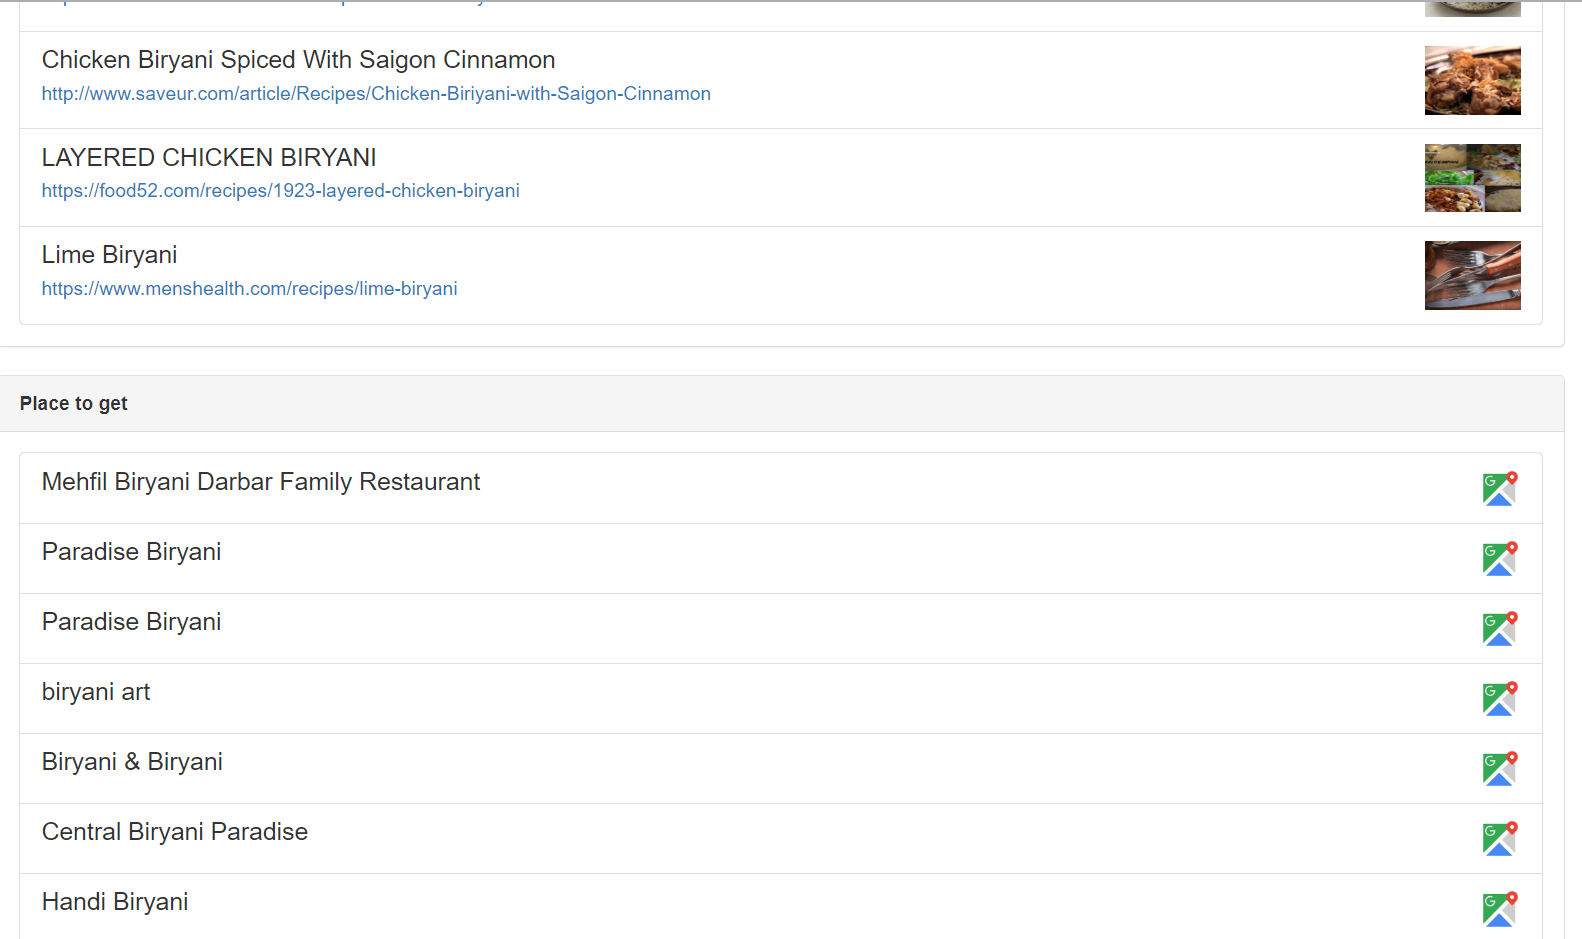 Chicken Biryani Spiced With Saigon Cinnamon
http://www.saveur.com/article/Recipes/Chicken-Biriyani-with-Saigon-Cinnamon
LAYERED CHICKEN BIRYANI
https://food52.com/recipes/1923-layered-chicken-biryani
Lime Biryani
https://www.menshealth.com/recipes/lime-biryani
Place to get
Mehfil Biryani Darbar Family Restaurant
G
Paradise Biryani
G
Paradise Biryani
G
biryani art
G
Biryani & Biryani
G
Central Biryani Paradise
G
Handi Biryani
G